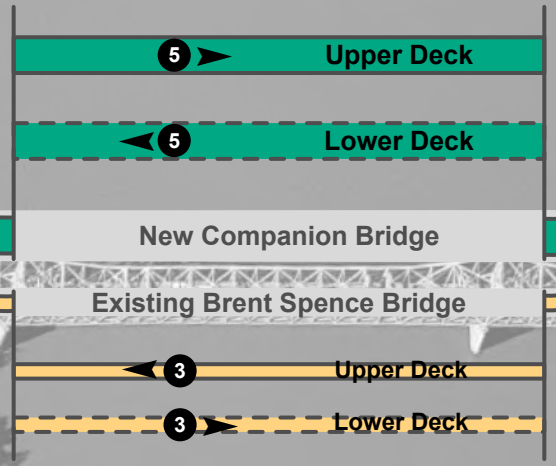 5 Upper Deck
5 Lower Deck
New Companion Bridge
Existing Brent Spence Bridge
3 Upper Deck
3 Lower Deck